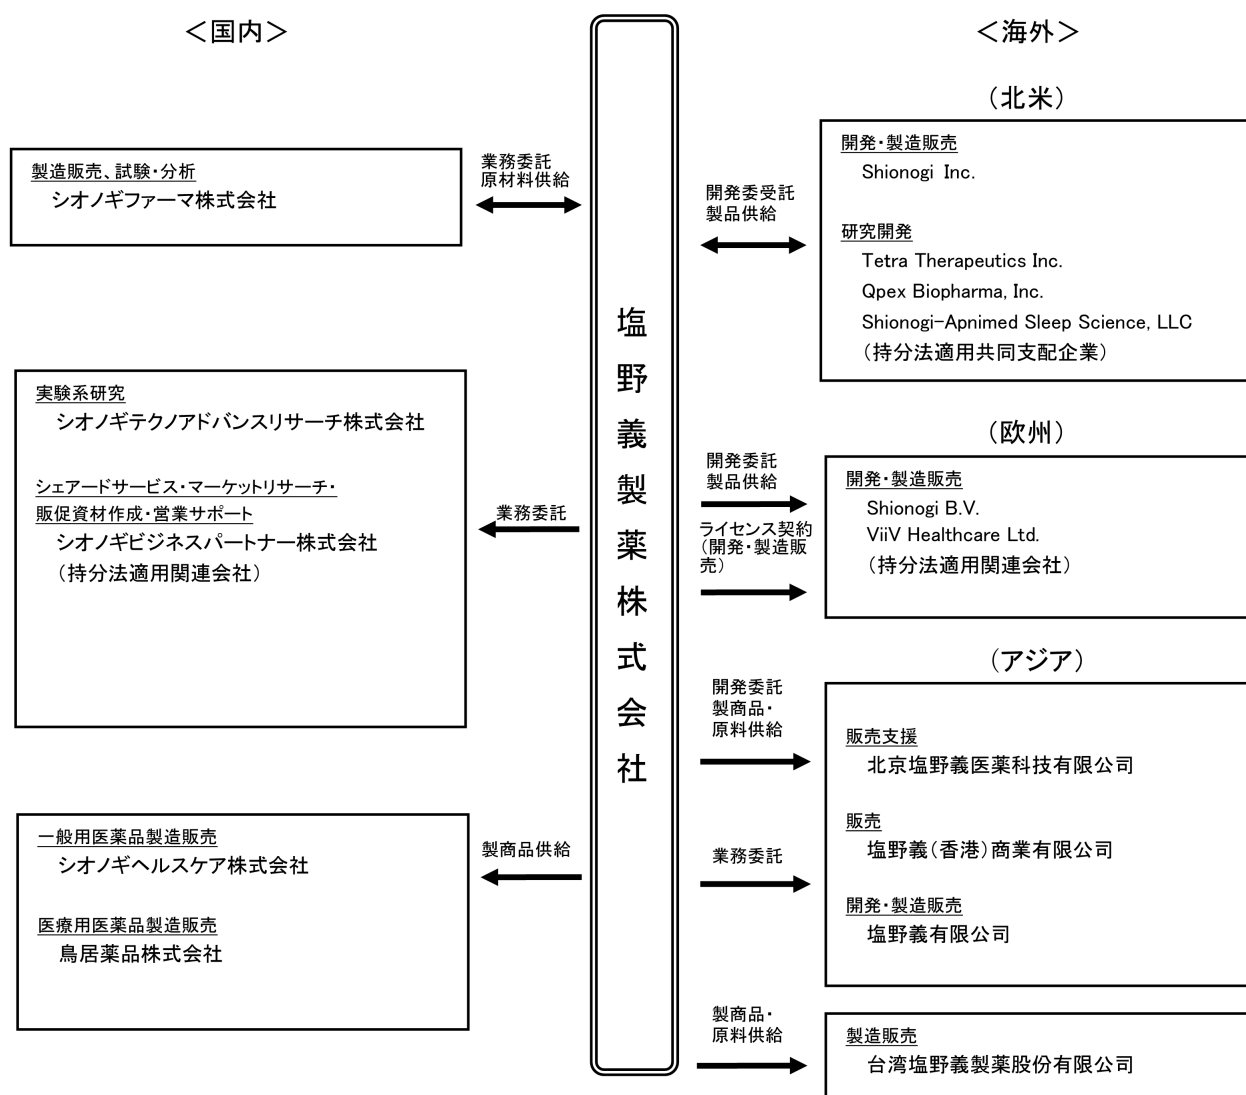 ＜国内＞
製造販売、試験・分析
シオノギファーマ株式会社
業務委託
原材料供給
実験系研究
シオノギテクノアドバンスリサーチ株式会社
シェアードサービス・マーケットリサーチ・
販促資材作成・営業サポート
シオノギビジネスパートナー株式会社
（持分法適用関連会社）
業務委託
一般用医薬品製造販売
シオノギヘルスケア株式会社
医療用医薬品製造販売
鳥居薬品株式会社
製商品供給
塩野義製薬株式会社
＜海外＞
（北米）
開発委受託
製品供給
開発・製造販売
Shionogi Inc.
研究開発
Tetra Therapeutics Inc.
Qpex Biopharma, Inc.
Shionogi-Apnimed Sleep Science, LLC
（持分法適用共同支配企業）
（欧州）
開発委託
製品供給
ライセンス契約
（開発・製造販
売）
開発・製造販売
Shionogi B.V.
ViiV Healthcare Ltd.
（持分法適用関連会社）
（アジア）
開発委託
製商品・
原料供給
業務委託
販売支援
北京塩野義医薬科技有限公司
販売
塩野義（香港）商業有限公司
開発・製造販売
塩野義有限公司
製商品・
原料供給
製造販売
台湾塩野義製薬股份有限公司